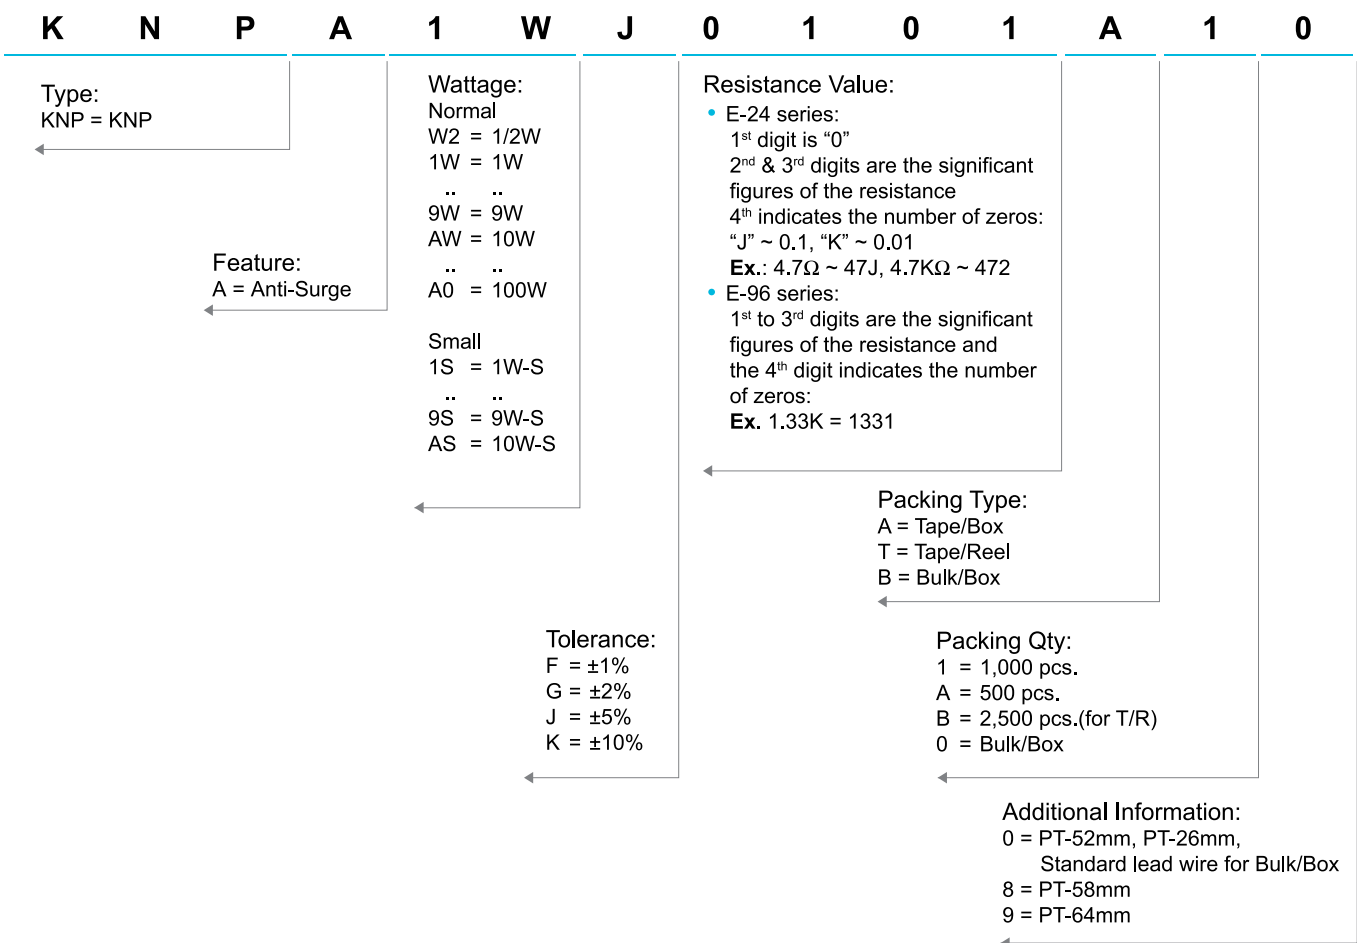 K N P A 1 W J 0 1 0 1 A 1 0
Type:
KNP = KNP
Feature:
A = Anti-Surge
Wattage:
Normal
W2 = 1/2W
1W = 1W
.. ..
9W = 9W
AW = 10W
.. ..
A0 = 100W
Small
1S = 1W-S
.. ..
9S = 9W-S
AS = 10W-S
Tolerance:
F = ±1%
G = ±2%
J = ±5%
K = ±10%
Resistance Value:
• E-24 series:
1st digit is “0”
2nd & 3rd digits are the significant
figures of the resistance
4th indicates the number of zeros:
“J” ~ 0.1, “K” ~ 0.01
Ex.: 4.7Ω ~ 47J, 4.7KΩ ~ 472
• E-96 series:
1st to 3rd digits are the significant
figures of the resistance and
the 4th digit indicates the number
of zeros:
Ex. 1.33K = 1331
Packing Type:
A = Tape/Box
T = Tape/Reel
B = Bulk/Box
Packing Qty:
1 = 1,000 pcs.
A = 500 pcs.
B = 2,500 pcs.(for T/R)
0 = Bulk/Box
Additional Information:
0 = PT-52mm, PT-26mm,
Standard lead wire for Bulk/Box
8 = PT-58mm
9 = PT-64mm